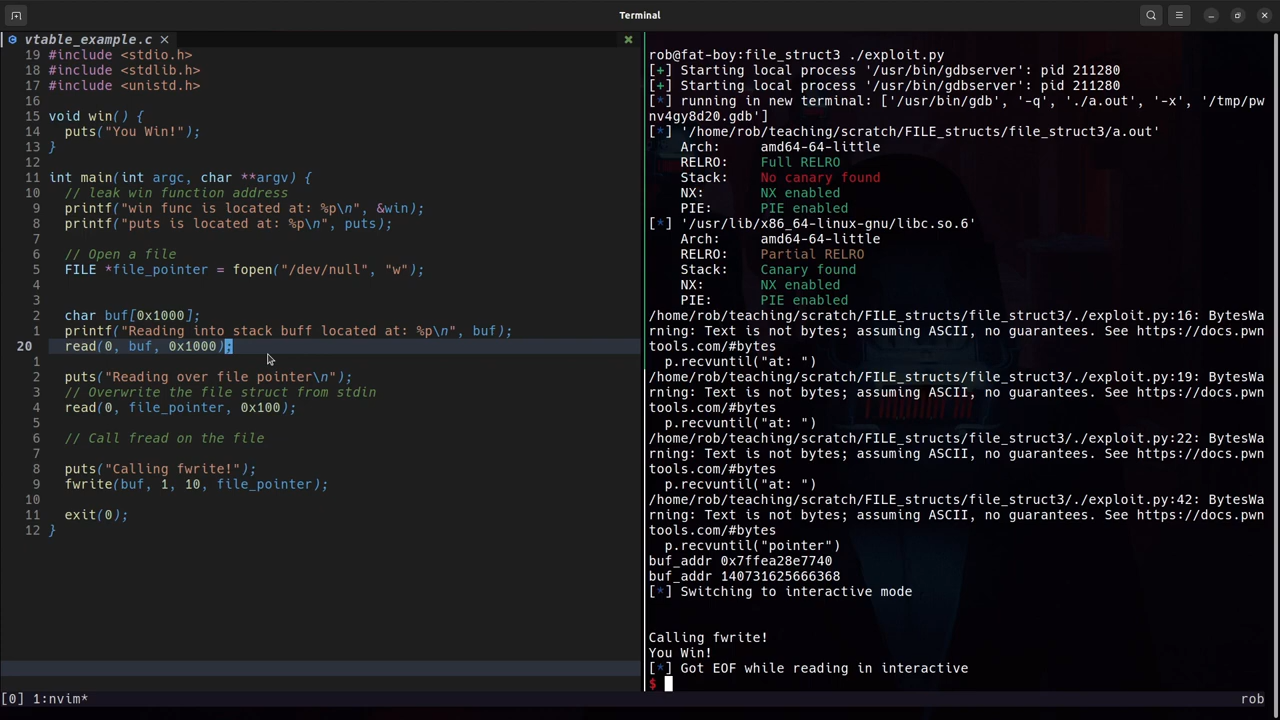 Terminal
vtable_example.c
19 #include <stdio.h>
18 #include <stdlib.h>
17 #include <unistd.h>
16
15 void win() {
14   puts("You Win!");
13 }
12
11 int main(int argc, char **argv) {
10   // leak win function address
9   printf("win func is located at: %p\n", &win);
8   printf("puts is located at: %p\n", puts);
7
6   // Open a file
5   FILE *file_pointer = fopen("/dev/null", "w");
4
3
2   char buf[0x1000];
1   printf("Reading into stack buff located at: %p\n", buf);
20   read(0, buf, 0x1000);
1
2   puts("Reading over file pointer\n");
3   // Overwrite the file struct from stdin
4   read(0, file_pointer, 0x100);
5
6   // Call fread on the file
7
8   puts("Calling fwrite!");
9   fwrite(buf, 1, 10, file_pointer);
10
11   exit(0);
12 }
[0] 1:nvim*
rob@fat-boy:file_struct3 ./exploit.py
[+] Starting local process '/usr/bin/gdbserver': pid 211280
[+] Starting local process '/usr/bin/gdbserver': pid 211280
[*] running in new terminal: ['/usr/bin/gdb', '-q', './a.out', '-x', '/tmp/pw
nv4gy8d20.gdb']
[*] '/home/rob/teaching/scratch/FILE_structs/file_struct3/a.out'
Arch:     amd64-64-little
RELRO:    Full RELRO
Stack:    No canary found
NX:       NX enabled
PIE:      PIE enabled
[*] '/usr/lib/x86_64-linux-gnu/libc.so.6'
Arch:     amd64-64-little
RELRO:    Partial RELRO
Stack:    Canary found
NX:       NX enabled
PIE:      PIE enabled
/home/rob/teaching/scratch/FILE_structs/file_struct3/./exploit.py:16: BytesWa
rning: Text is not bytes; assuming ASCII, no guarantees. See https://docs.pwn
tools.com/#bytes
p.recvuntil("at: ")
/home/rob/teaching/scratch/FILE_structs/file_struct3/./exploit.py:19: BytesWa
rning: Text is not bytes; assuming ASCII, no guarantees. See https://docs.pwn
tools.com/#bytes
p.recvuntil("at: ")
/home/rob/teaching/scratch/FILE_structs/file_struct3/./exploit.py:22: BytesWa
rning: Text is not bytes; assuming ASCII, no guarantees. See https://docs.pwn
tools.com/#bytes
p.recvuntil("at: ")
/home/rob/teaching/scratch/FILE_structs/file_struct3/./exploit.py:42: BytesWa
rning: Text is not bytes; assuming ASCII, no guarantees. See https://docs.pwn
tools.com/#bytes
p.recvuntil("pointer")
buf_addr 0x7ffea28e7740
buf_addr 140731625666368
[*] Switching to interactive mode
Calling fwrite!
You Win!
[*] Got EOF while reading in interactive
$
rob